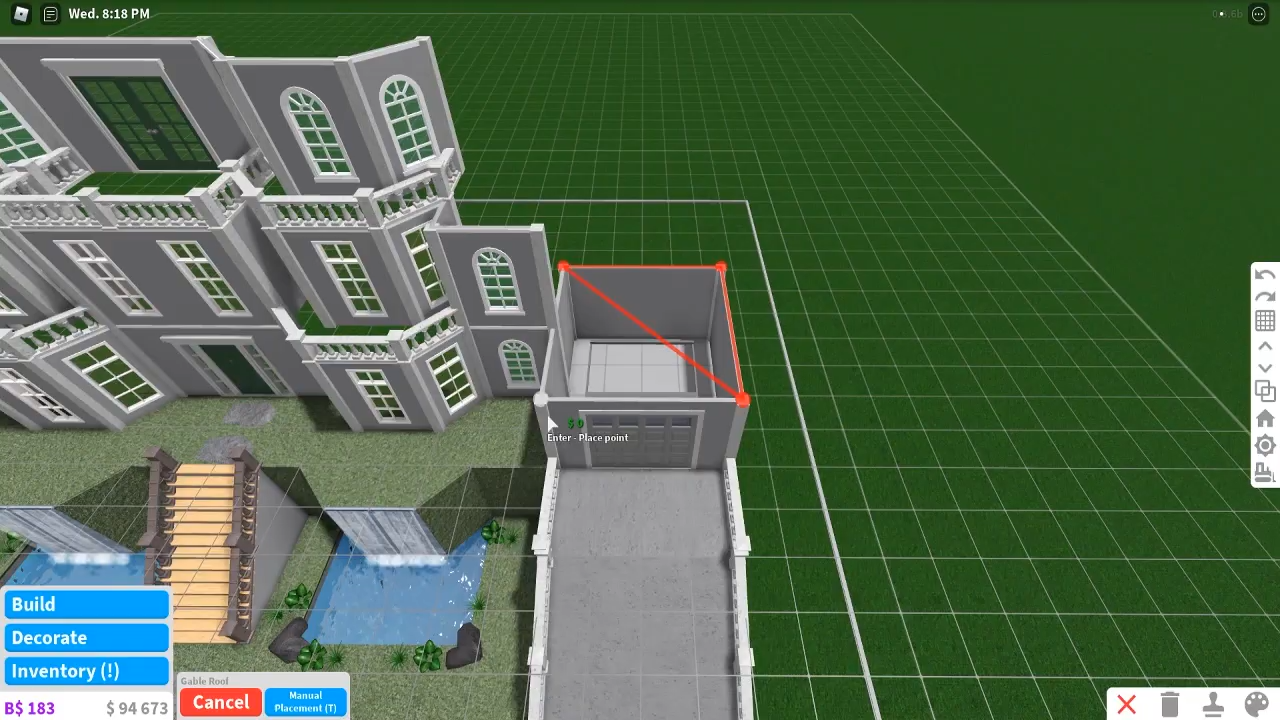 Wed. 8:18 PM
$ 0
Enter - Place point
Build
Decorate
Inventory (!)
Gable Roof
Cancel
Manual
Placement (T)
B$ 183
$ 94 673